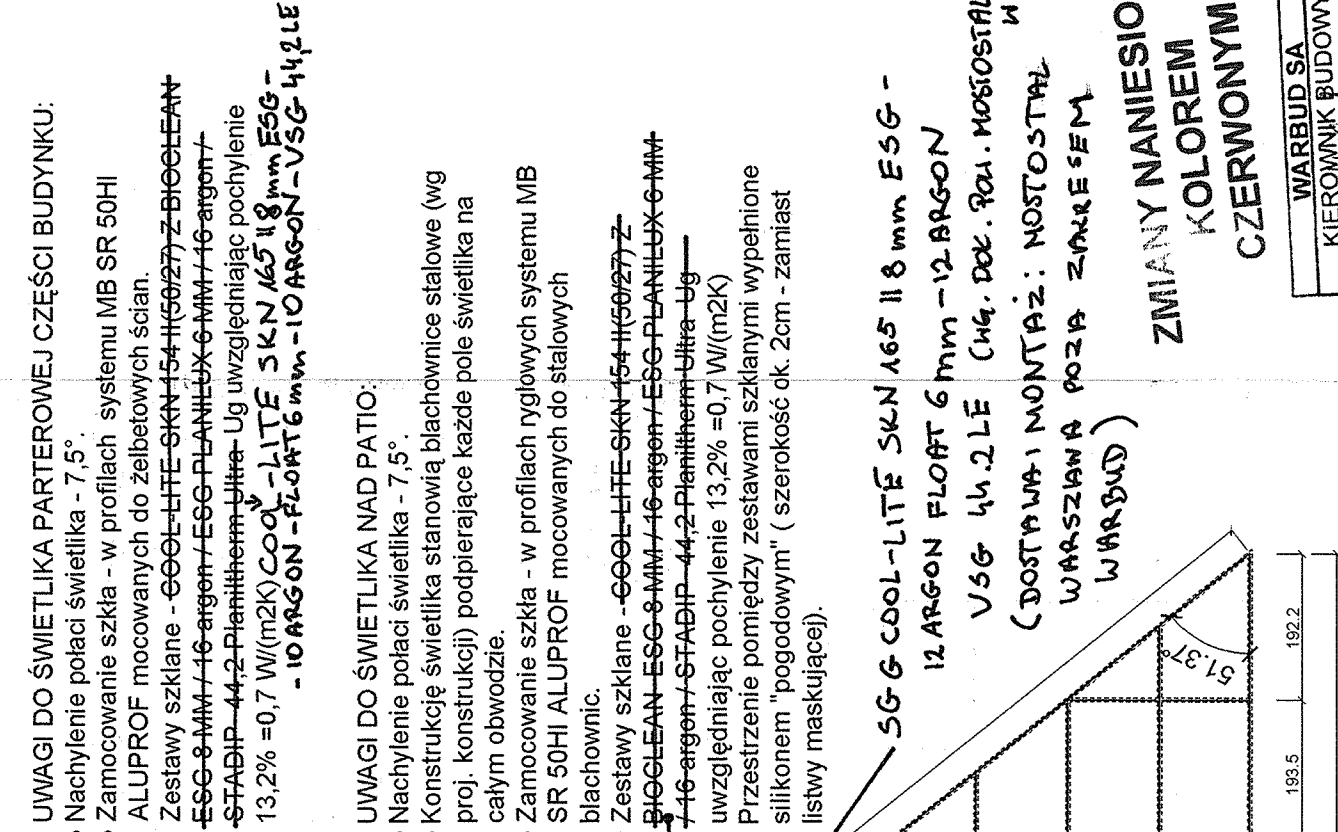 UWAGI DO ŚWIETLIKA PARTEROWEJ CZĘŚCI BUDYNKU:
Nachylenie połaci świetlika - 7,5°.
Zamocowanie szkła - w profilach systemu MB SR 50HI
ALUPROF mocowanych do żelbetowych ścian.
Zestawy szklane - COOL-LITE SKN 154 II(50/27) Z BIOCLEAN
ESG 8 MM / 16 argon / ESG PLANILUX 6 MM / 16 argon /
STADIP 44,2 Planitherm Ultra Ug uwzględniając pochylenie
13,2% =0,7 W/(m2K) COOL-LITE SKN 165 II 8 mm ESG -
- 10 ARGON - FLOAT 6 mm - 10 ARGON - VSG 44,2 LE
UWAGI DO ŚWIETLIKA NAD PATIO:
Nachylenie połaci świetlika - 7,5°.
Konstrukcję świetlika stanowią blachownice stalowe (wg
proj. konstrukcji) podpierające każde pole świetlika na
całym obwodzie.
Zamocowanie szkła - w profilach ryglowych systemu MB
SR 50HI ALUPROF mocowanych do stalowych
blachownic.
Zestawy szklane - COOL-LITE SKN 154 II(50/27) Z
BIOCLEAN ESG 8 MM / 16 argon / ESG PLANILUX 6 MM
/ 16 argon / STADIP 44,2 Planitherm Ultra Ug
uwzględniając pochylenie 13,2% =0,7 W/(m2K)
Przestrzenie pomiędzy zestawami szklanymi wypełnione
silikonem "pogodowym" ( szerokość ok. 2cm - zamiast
listwy maskującej).
SGG COOL-LITE SKN 165 II 8 mm ESG -
12 ARGON FLOAT 6 mm - 12 ARGON
VSG 44.2 LE (WG. DOK. POW. MOSTOSTAL
W
(DOSTAWA I MONTAŻ: MOSTOSTAL
WARSZAWA POZA ZAKRESEM
WARBUD)
ZMIANY NANIESIO
KOLOREM
CZERWONYM
WARBUD SA
KIEROWNIK BUDOWY
51.37°
193.5
192.2